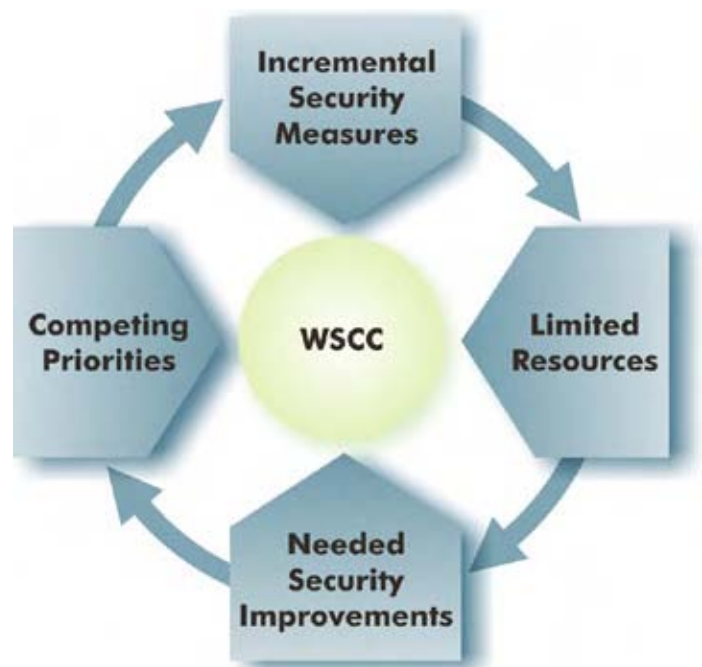 Incremental
Security
Measures
Competing
Priorities
WSCC
Limited
Resources
Needed
Security
Improvements